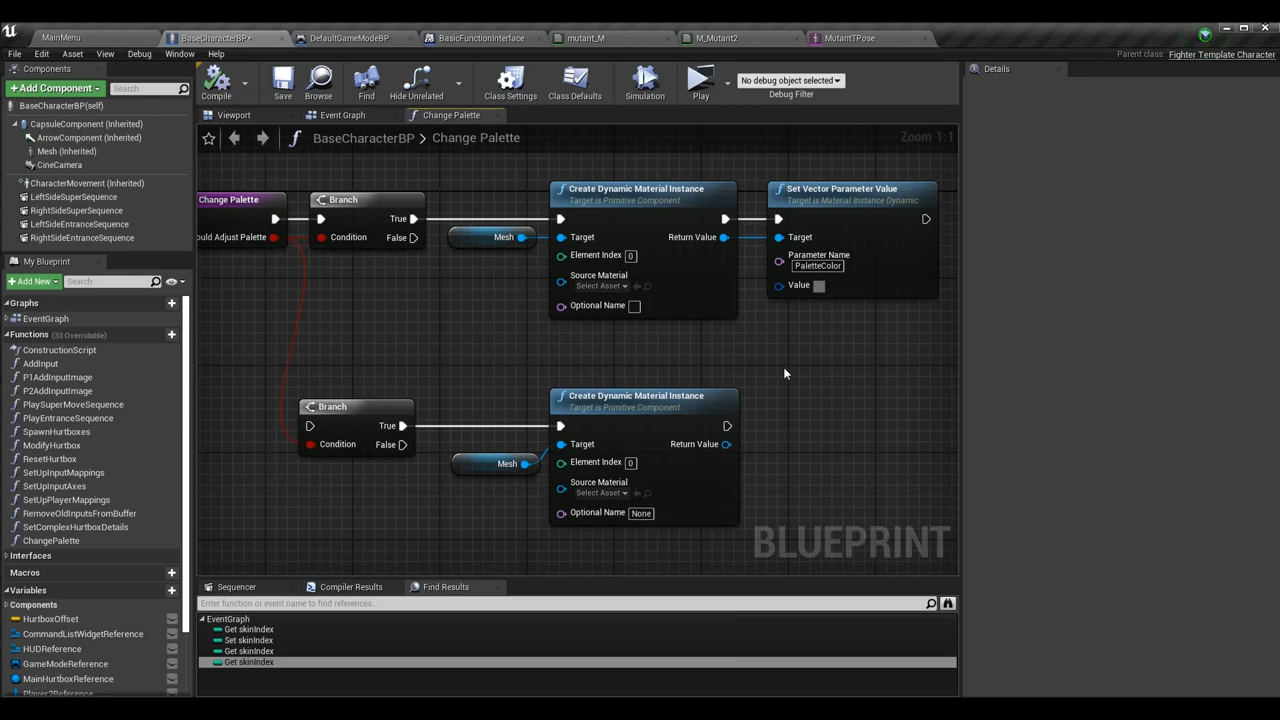 MainMenu
BaseCharacterBP*
DefaultGameModeBP
BasicFunctionInterface
mutant_M
M_Mutant2
MutantTPose
File Edit Asset View Debug Window Help
Parent class: Fighter Template Character
Components
+ Add Component
Search
BaseCharacterBP(self)
CapsuleComponent (Inherited)
ArrowComponent (Inherited)
Mesh (Inherited)
CineCamera
CharacterMovement (Inherited)
LeftSideSuperSequence
RightSideSuperSequence
LeftSideEntranceSequence
RightSideEntranceSequence
My Blueprint
+ Add New
Search
Graphs
EventGraph
Functions (33 Overridable)
ConstructionScript
AddInput
P1AddInputImage
P2AddInputImage
PlaySuperMoveSequence
PlayEntranceSequence
SpawnHurtboxes
ModifyHurtbox
ResetHurtbox
SetUpInputMappings
SetUpInputAxes
SetUpPlayerMappings
RemoveOldInputsFromBuffer
SetComplexHurtboxDetails
ChangePalette
Interfaces
Macros
Variables
Components
HurtboxOffset
CommandListWidgetReference
HUDReference
GameModeReference
MainHurtboxReference
Player2Reference
Compile
Save
Browse
Find
Hide Unrelated
Class Settings
Class Defaults
Simulation
Play
No debug object selected
Debug Filter
Viewport
Event Graph
Change Palette
BaseCharacterBP > Change Palette
Zoom 1:1
Change Palette
ould Adjust Palette
Branch
True
Condition
False
Mesh
Create Dynamic Material Instance
Target is Primitive Component
Target
Return Value
Element Index 0
Source Material
Select Asset
Optional Name
Set Vector Parameter Value
Target is Material Instance Dynamic
Target
Parameter Name
PaletteColor
Value
Branch
True
Condition
False
Mesh
Create Dynamic Material Instance
Target is Primitive Component
Target
Return Value
Element Index 0
Source Material
Select Asset
Optional Name None
BLUEPRINT
Sequencer
Compiler Results
Find Results
Enter function or event name to find references...
EventGraph
Get skinIndex
Set skinIndex
Get skinIndex
Get skinIndex
Details